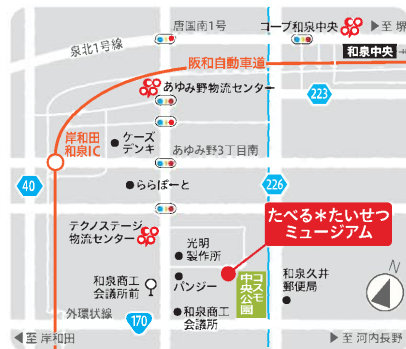 唐国南1号
コープ和泉中央
▷至 堺
泉北1号線
和泉中央
阪和自動車道
あゆみ野物流センター
223
岸和田
和泉IC
ケーズ
デンキ
あゆみ野3丁目南
40
ららぽーと
226
たべる＊たいせつ
ミュージアム
テクノステージ
物流センター
光明
製作所
コスモ
中央公園
和泉商工
会議所前
パンジー
和泉久井
郵便局
N
外環状線
170
和泉商工
会議所
◀至 岸和田
▷至 河内長野